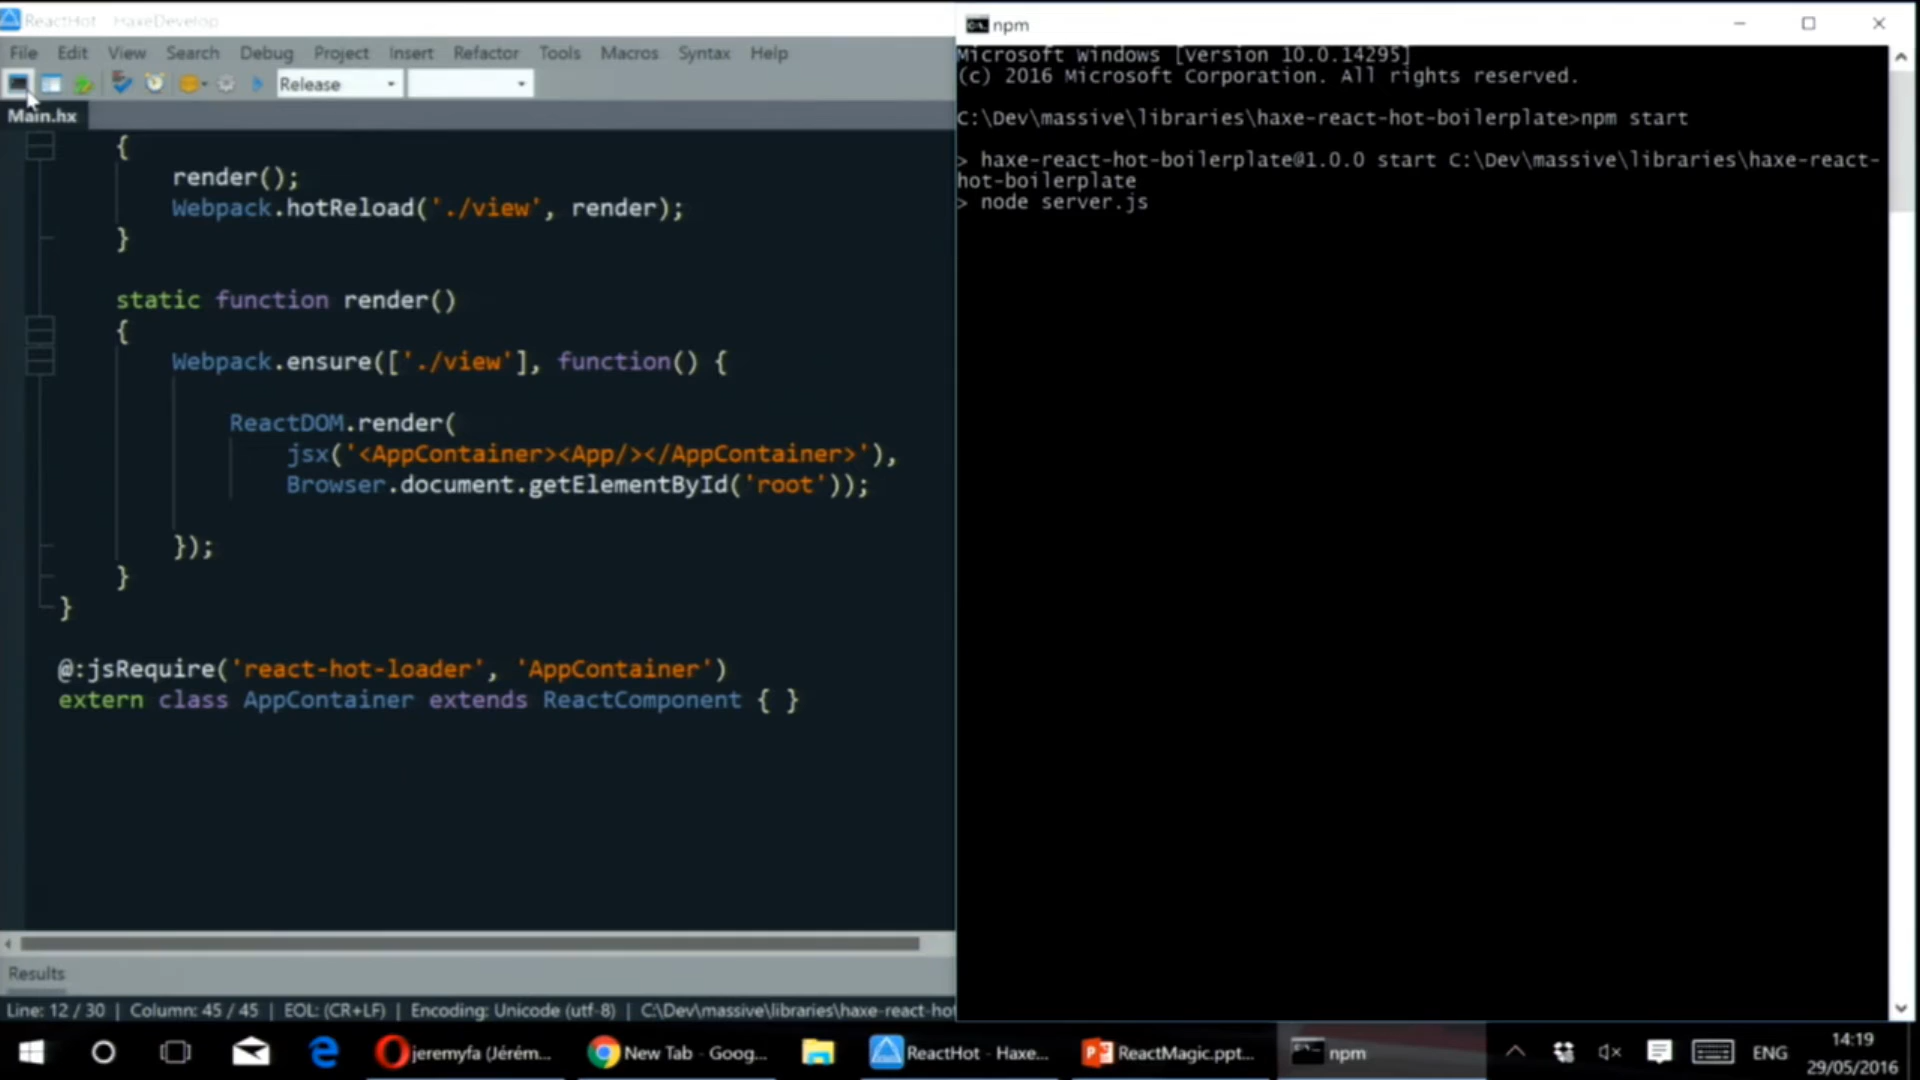 ReactHot - HaxeDevelop
File Edit View Search Debug Project Insert Refactor Tools Macros Syntax Help
Release
Main.hx
{
render();
Webpack.hotReload('./view', render);
}
static function render()
{
Webpack.ensure(['./view'], function() {
ReactDOM.render(
jsx('<AppContainer><App/></AppContainer>'),
Browser.document.getElementById('root'));
});
}
}
@:jsRequire('react-hot-loader', 'AppContainer')
extern class AppContainer extends ReactComponent { }
Results
Line: 12 / 30 | Column: 45 / 45 | EOL: (CR+LF) | Encoding: Unicode (utf-8) | C:\Dev\massive\libraries\haxe-react-hot
npm
Microsoft Windows [Version 10.0.14295]
(c) 2016 Microsoft Corporation. All rights reserved.
C:\Dev\massive\libraries\haxe-react-hot-boilerplate>npm start
> haxe-react-hot-boilerplate@1.0.0 start C:\Dev\massive\libraries\haxe-react-
hot-boilerplate
> node server.js
jeremyfa (Jérém... New Tab - Goog... ReactHot - Haxe... ReactMagic.ppt... npm ENG 14:19
29/05/2016